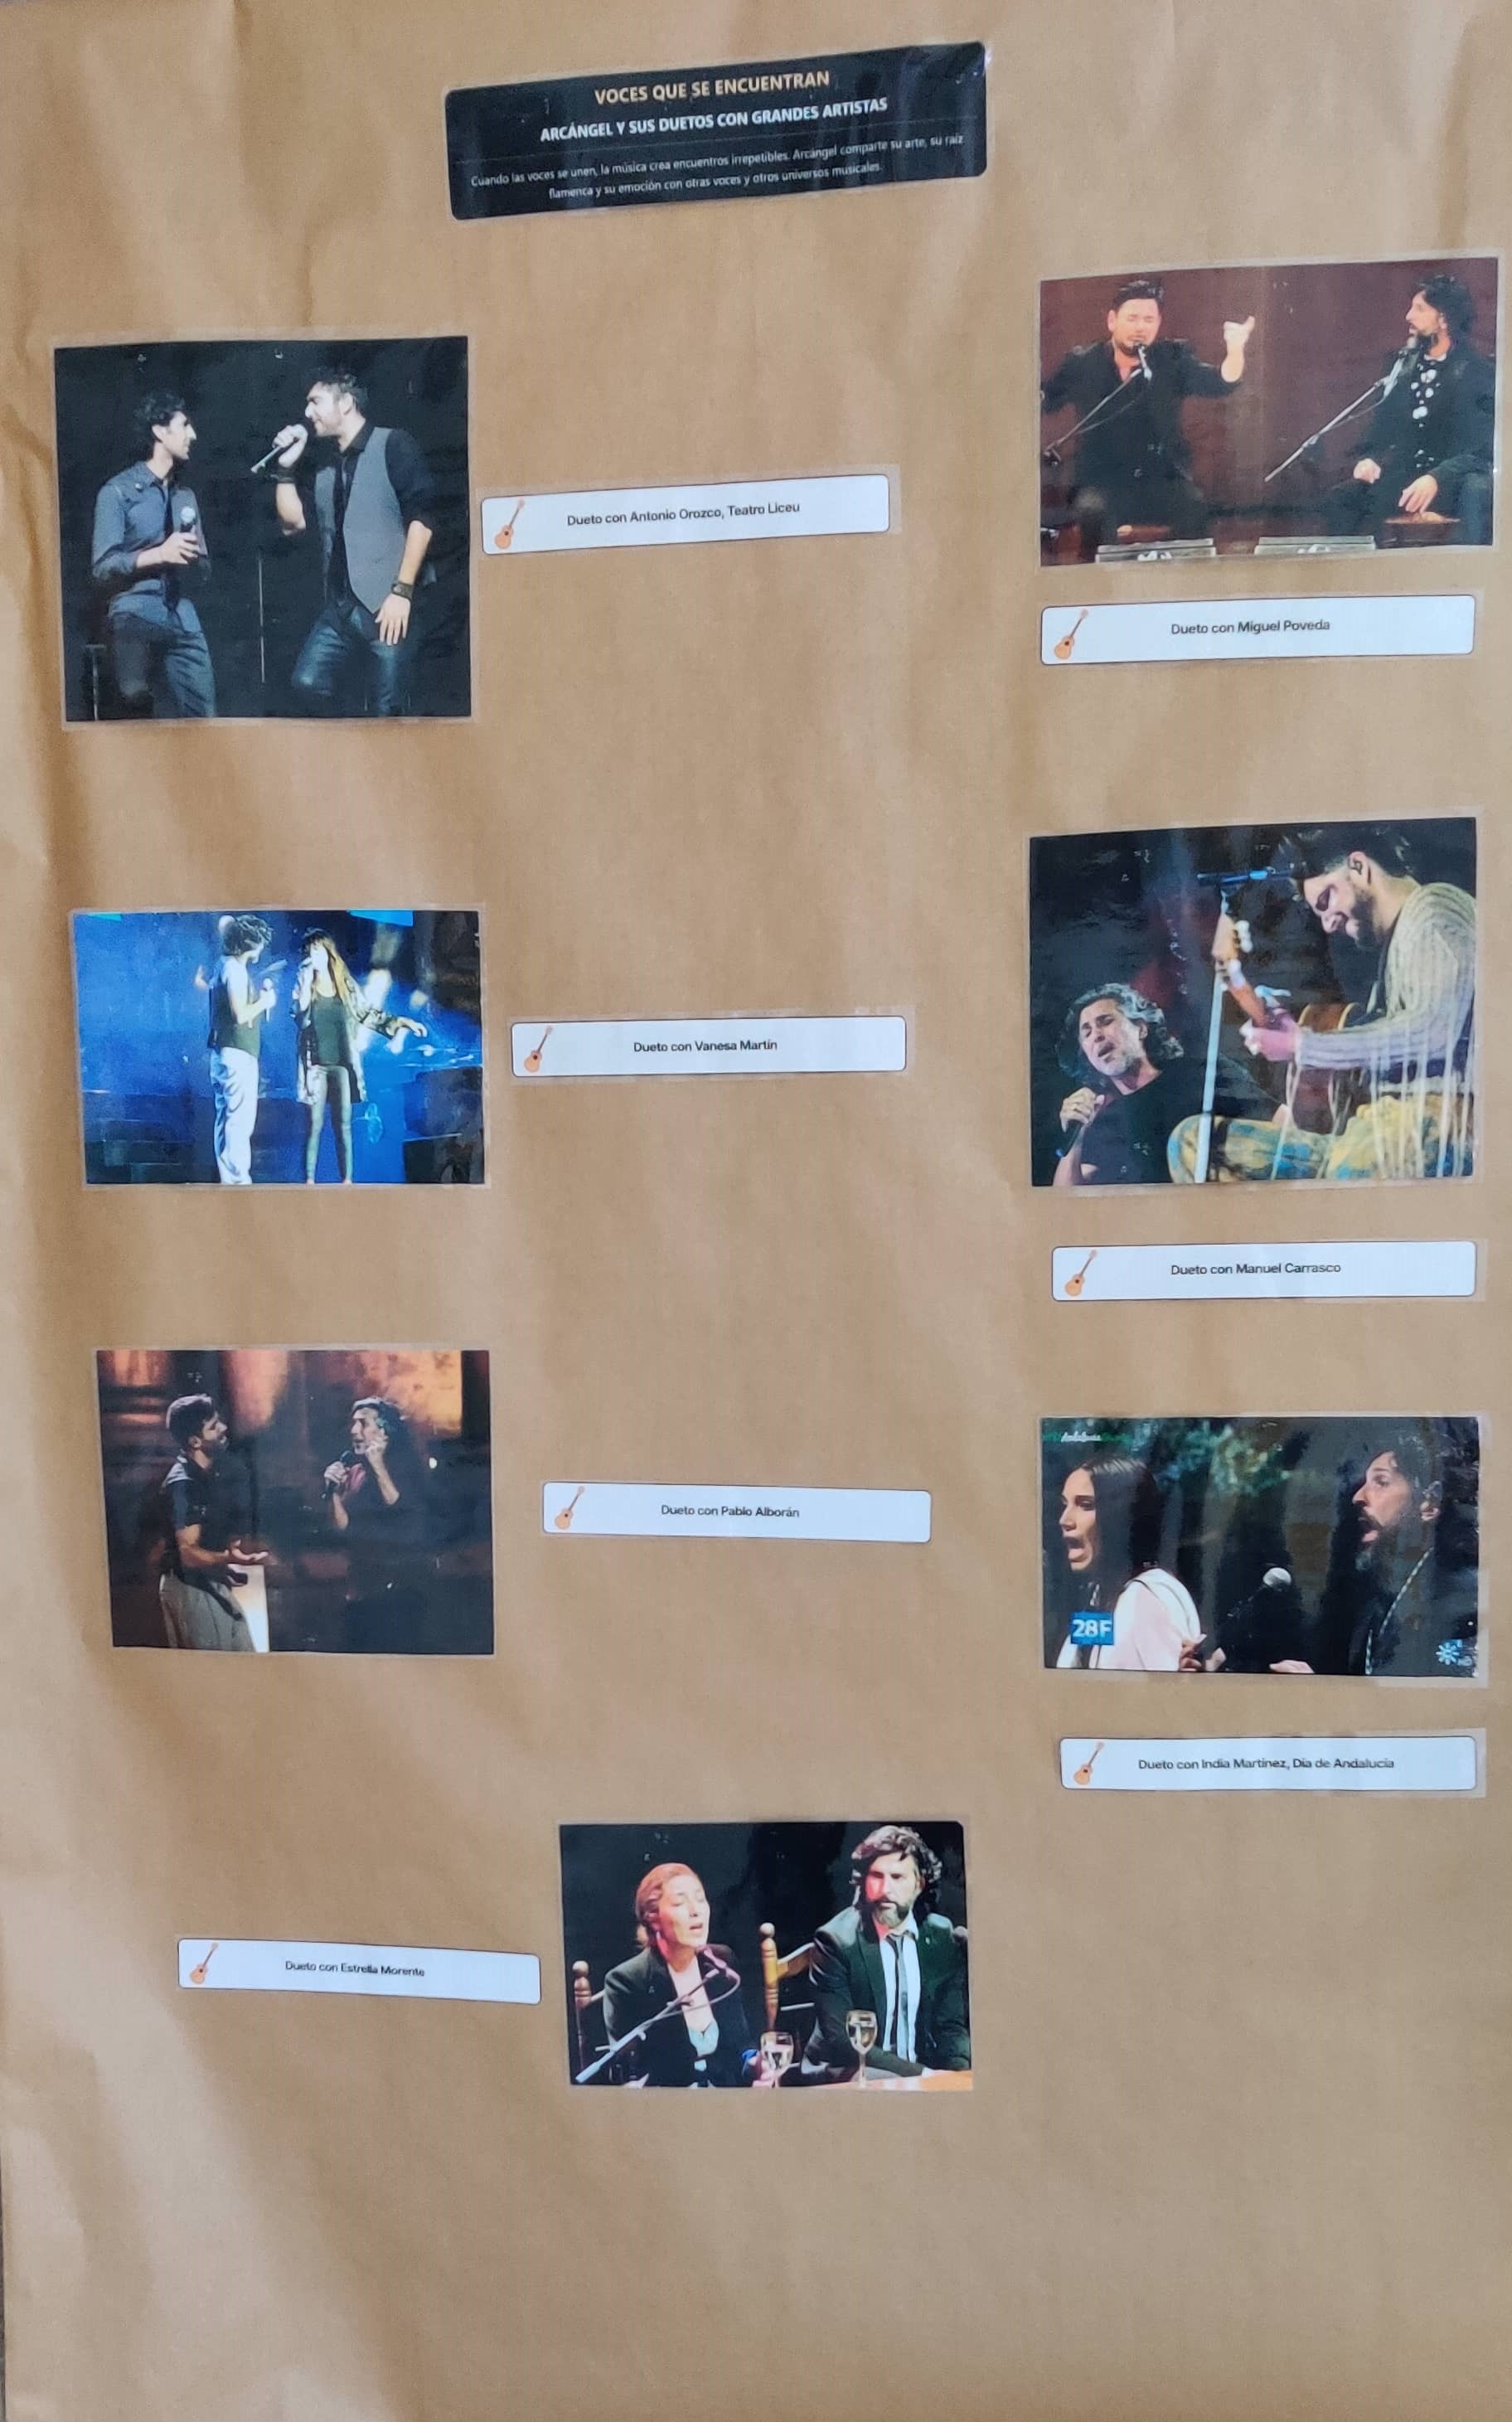 VOCES QUE SE ENCUENTRAN
ARCÁNGEL Y SUS DUETOS CON GRANDES ARTISTAS
Cuando las voces se unen, la música crea encuentros irrepetibles. Arcángel comparte su arte, su raíz
flamenca y su emoción con otras voces y otros universos musicales.
Dueto con Antonio Orozco, Teatro Liceu
Dueto con Miguel Poveda
Dueto con Vanesa Martín
Dueto con Manuel Carrasco
Dueto con Pablo Alborán
28F
HD
Dueto con India Martínez, Día de Andalucía
Dueto con Estrella Morente